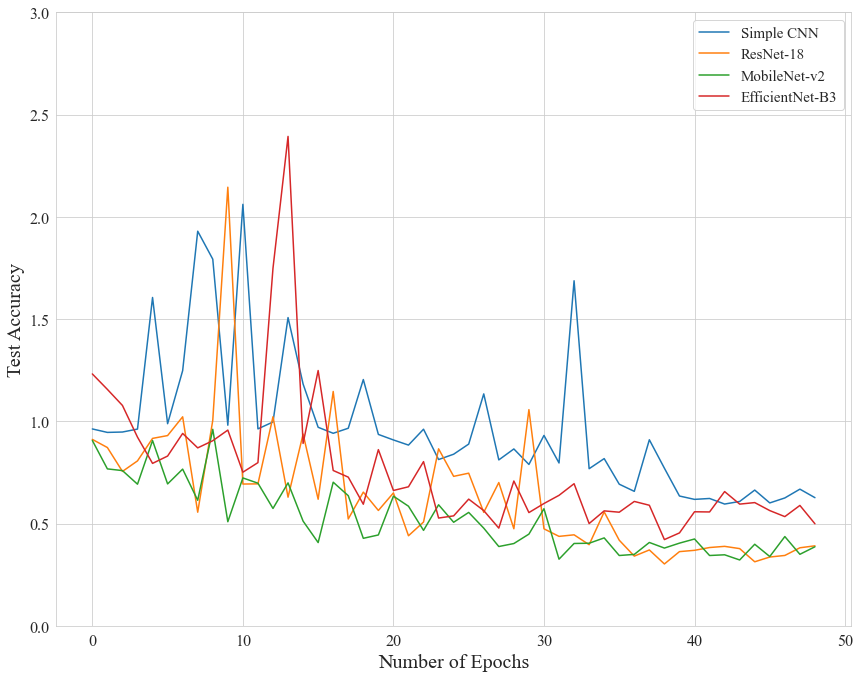 3.0
2.5
2.0
1.5
1.0
0.5
0.0
Test Accuracy
Simple CNN
ResNet-18
MobileNet-v2
EfficientNet-B3
0 10 20 30 40 50
Number of Epochs